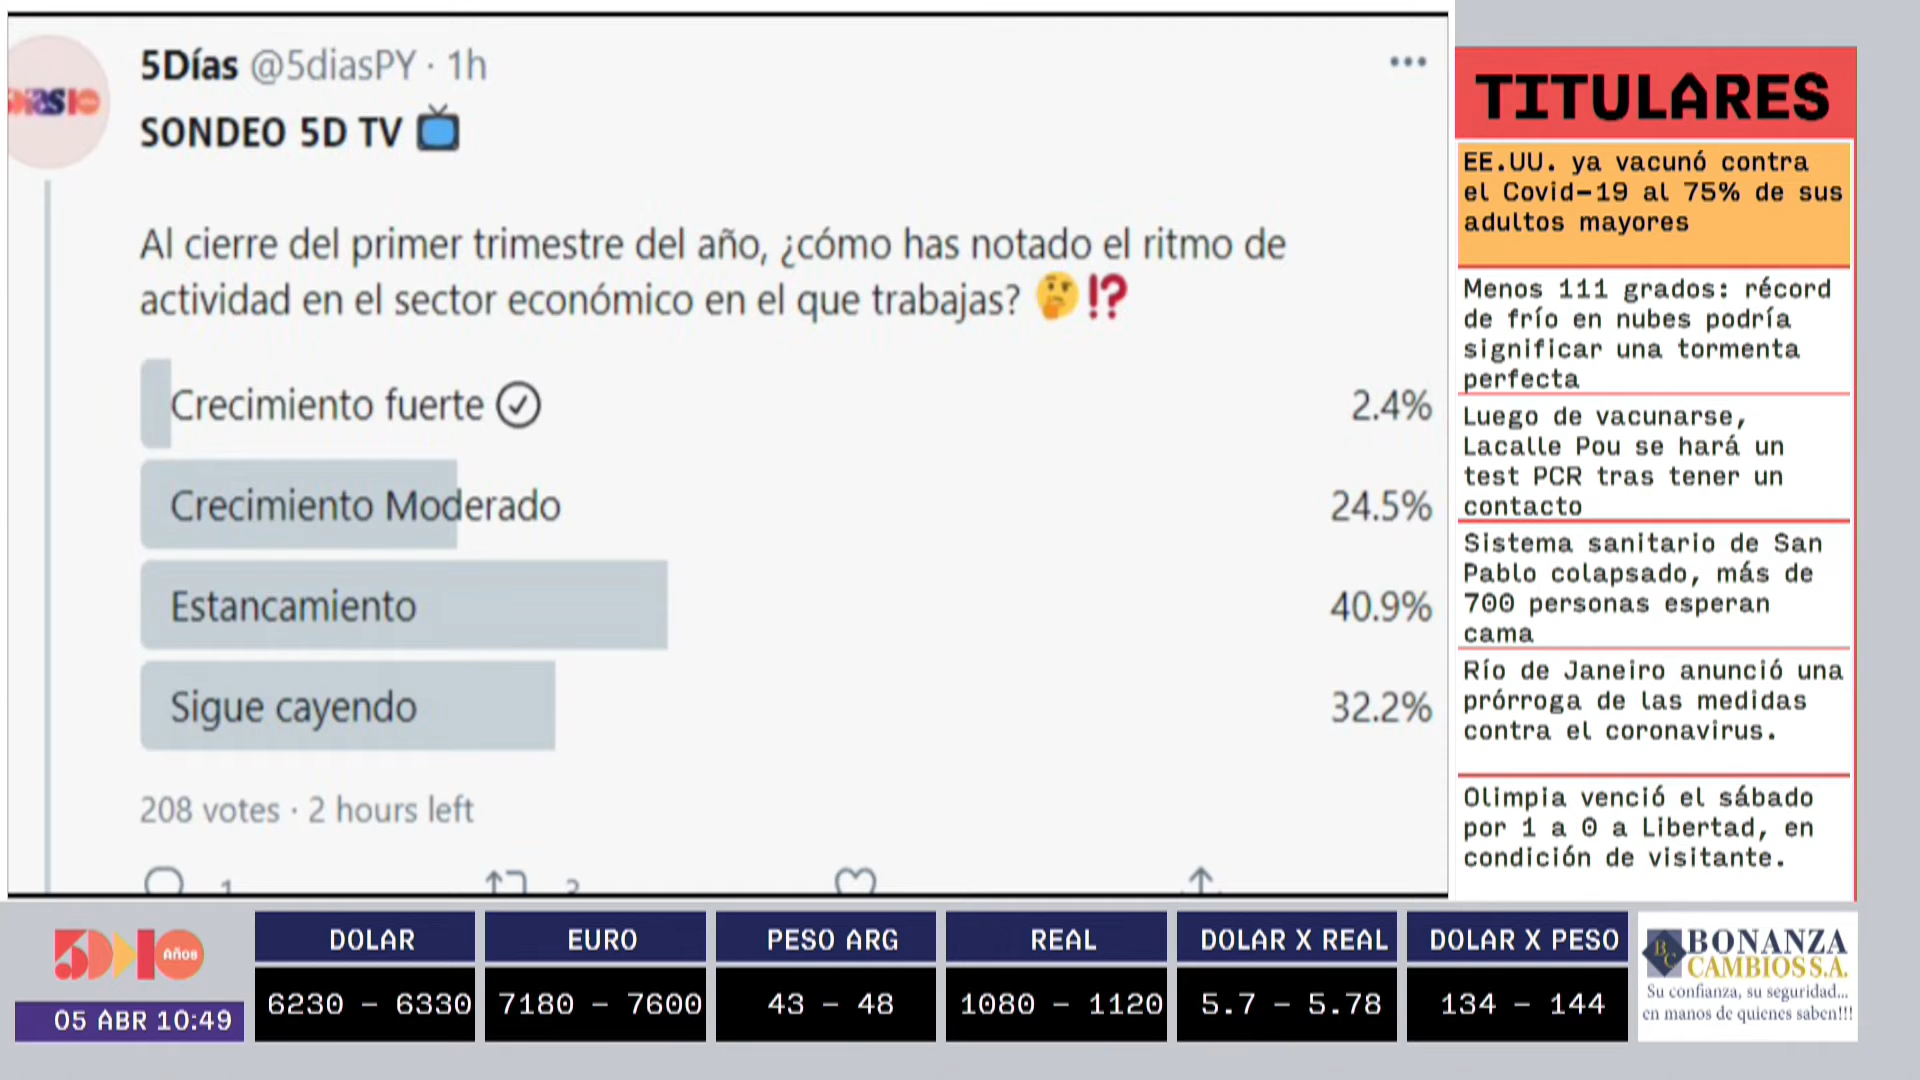 5Días @5diasPY · 1h
SONDEO 5D TV
Al cierre del primer trimestre del año, ¿cómo has notado el ritmo de
actividad en el sector económico en el que trabajas? 🤔⁉
Crecimiento fuerte 2.4%
Crecimiento Moderado 24.5%
Estancamiento 40.9%
Sigue cayendo 32.2%
208 votes · 2 hours left
TITULARES
EE.UU. ya vacunó contra
el Covid-19 al 75% de sus
adultos mayores
Menos 111 grados: récord
de frío en nubes podría
significar una tormenta
perfecta
Luego de vacunarse,
Lacalle Pou se hará un
test PCR tras tener un
contacto
Sistema sanitario de San
Pablo colapsado, más de
700 personas esperan
cama
Río de Janeiro anunció una
prórroga de las medidas
contra el coronavirus.
Olimpia venció el sábado
por 1 a 0 a Libertad, en
condición de visitante.
5D10 Años
05 ABR 10:49
DOLAR
6230 - 6330
EURO
7180 - 7600
PESO ARG
43 - 48
REAL
1080 - 1120
DOLAR X REAL
5.7 - 5.78
DOLAR X PESO
134 - 144
BC BONANZA
CAMBIOS S.A.
Su confianza, su seguridad...
en manos de quienes saben!!!